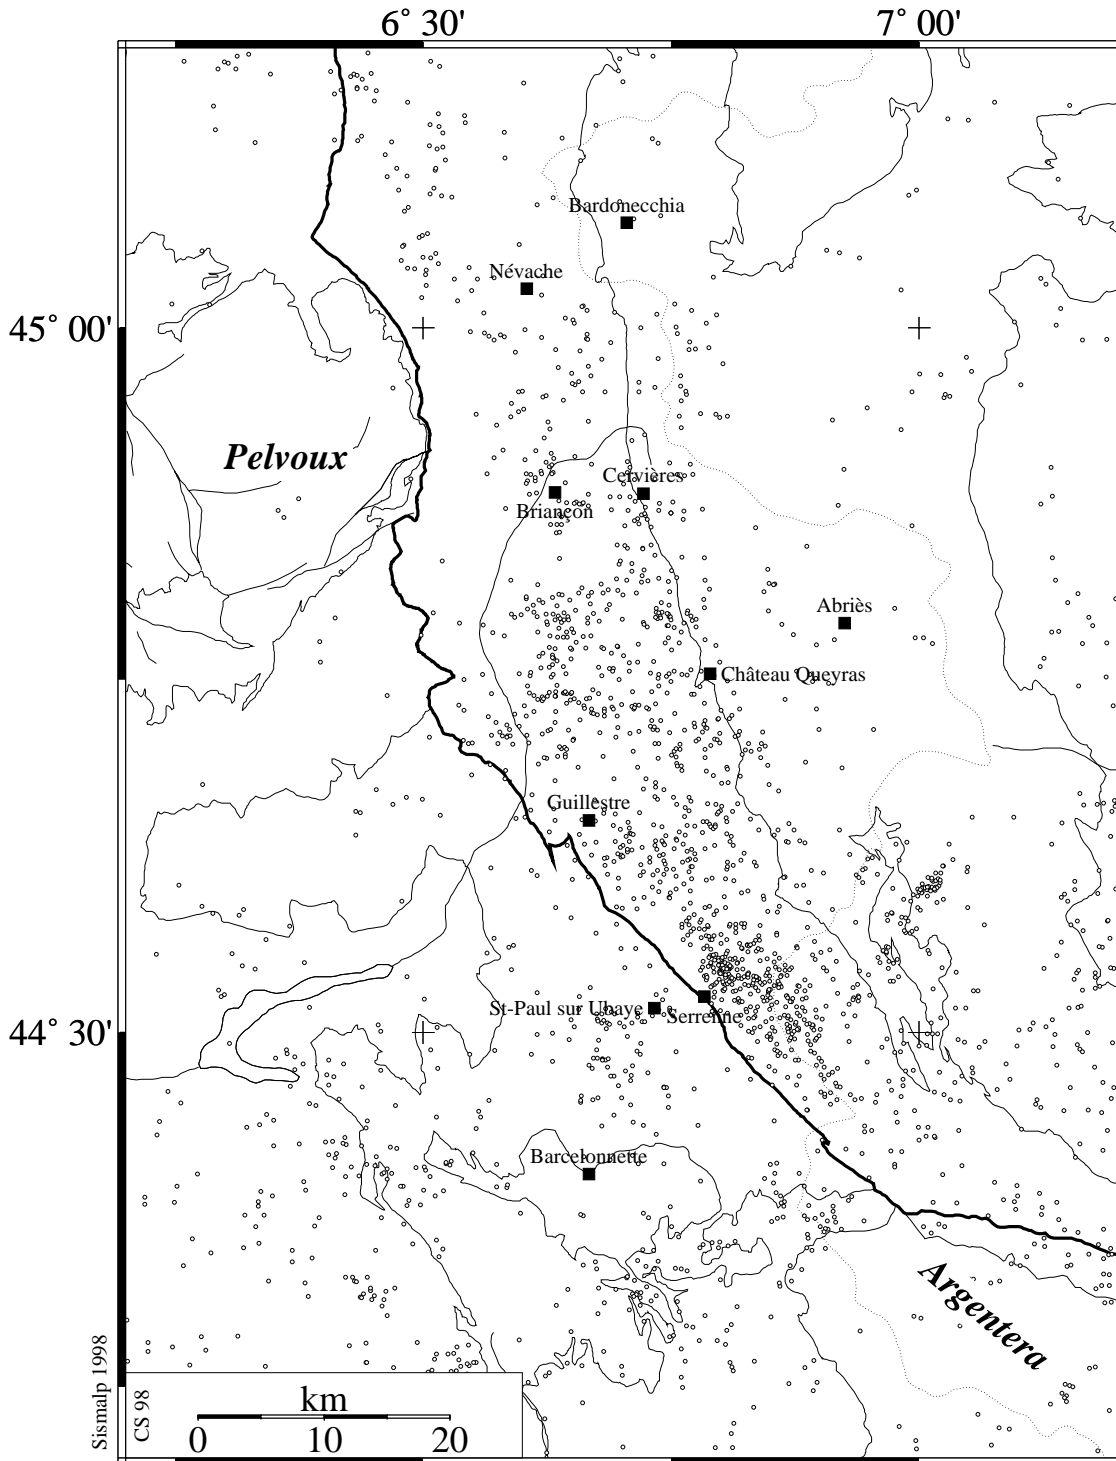 6° 30'
7° 00'
Bardonecchia
Névache
45° 00'
Pelvoux
Cervières
Briançon
Abriès
Château Queyras
Guillestre
St-Paul sur Ubaye
Serrenne
44° 30'
Barcelonnette
Argentera
Sismalp 1998
CS 98
km
0 10 20